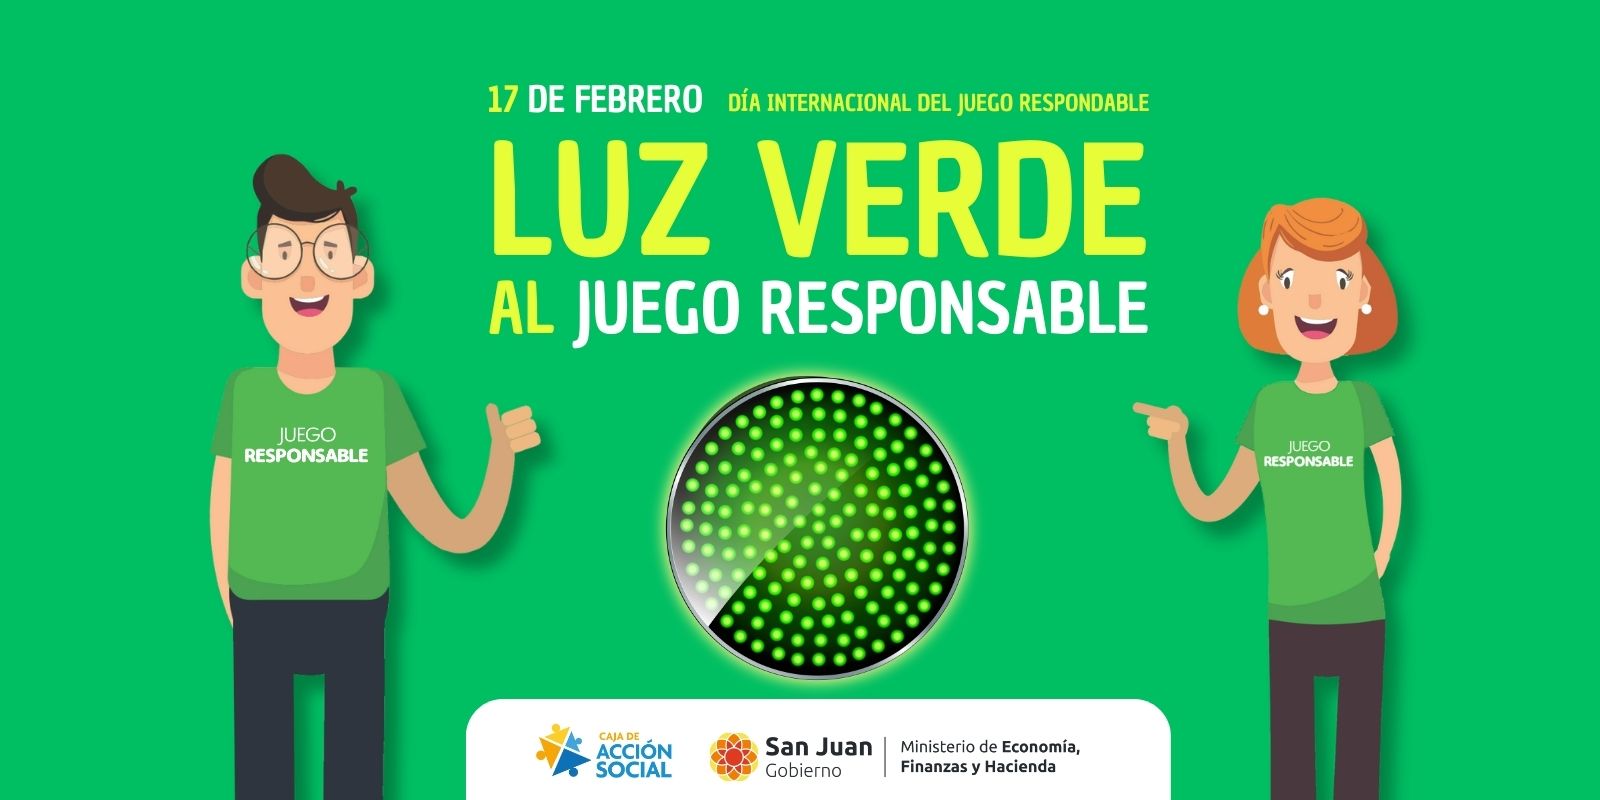 17 DE FEBRERO DÍA INTERNACIONAL DEL JUEGO RESPONDABLE
LUZ VERDE
AL JUEGO RESPONSABLE
JUEGO
RESPONSABLE
JUEGO
RESPONSABLE
CAJA DE
ACCIÓN
SOCIAL
San Juan
Gobierno
Ministerio de Economía,
Finanzas y Hacienda